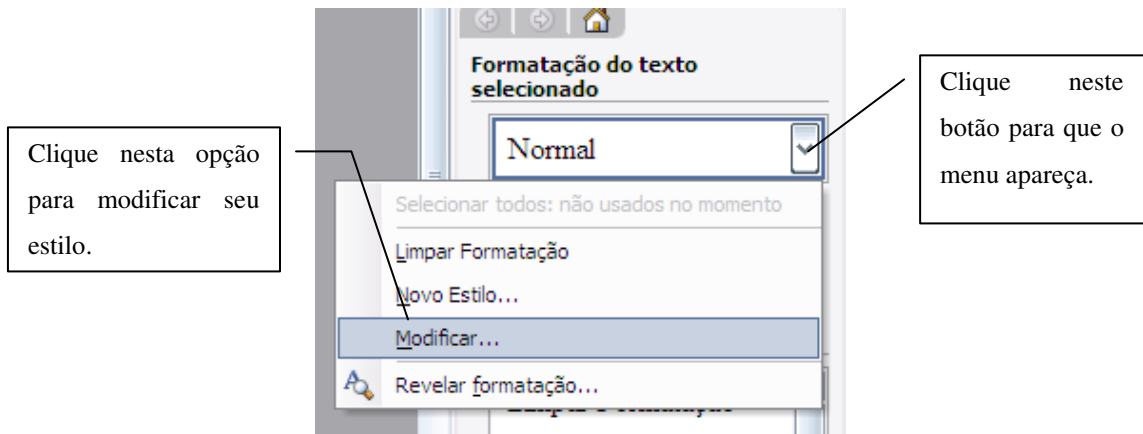 Formatação do texto
selecionado
Normal
Clique neste
botão para que o
menu apareça.
Clique nesta opção
para modificar seu
estilo.
Selecionar todos: não usados no momento
Limpar Formatação
Novo Estilo...
Modificar...
Revelar formatação...